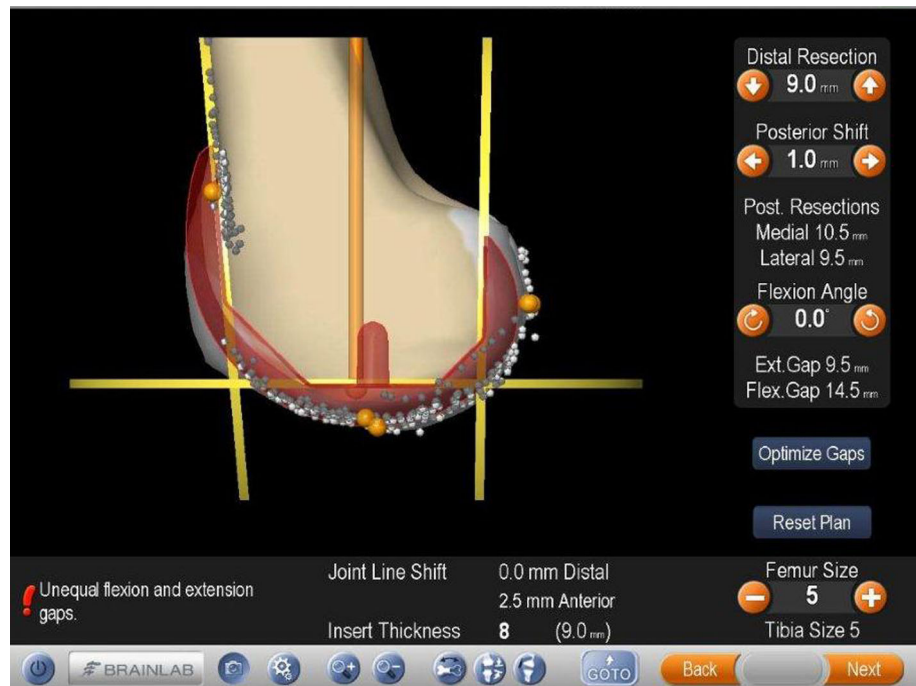 Distal Resection
9.0 mm
Posterior Shift
1.0 mm
Post. Resections
Medial 10.5 mm
Lateral 9.5 mm
Flexion Angle
0.0°
Ext.Gap 9.5 mm
Flex.Gap 14.5 mm
Optimize Gaps
Reset Plan
Unequal flexion and extension
gaps.
Joint Line Shift 0.0 mm Distal
2.5 mm Anterior
Insert Thickness 8 (9.0 mm)
Femur Size
5
Tibia Size 5
BRAINLAB
GOTO
Back
Next